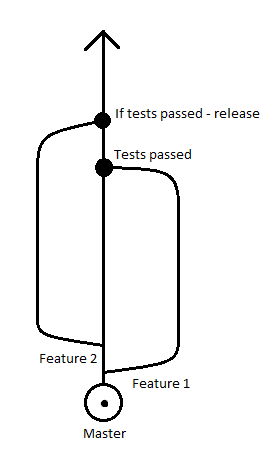 If tests passed - release
Tests passed
Feature 2
Feature 1
Master